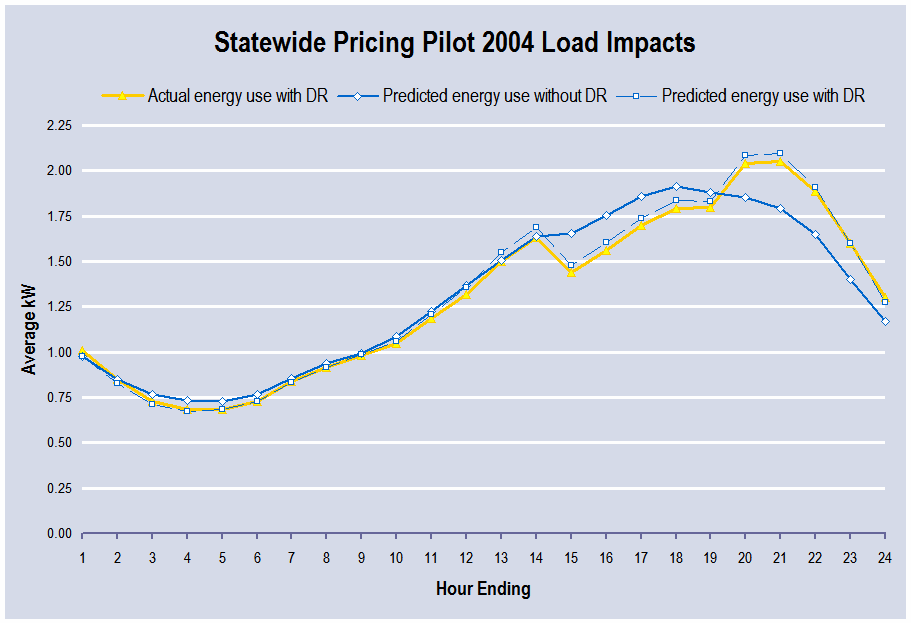 Statewide Pricing Pilot 2004 Load Impacts
Actual energy use with DR Predicted energy use without DR Predicted energy use with DR
2.25
2.00
1.75
1.50
1.25
1.00
0.75
0.50
0.25
0.00
Average kW
1 2 3 4 5 6 7 8 9 10 11 12 13 14 15 16 17 18 19 20 21 22 23 24
Hour Ending